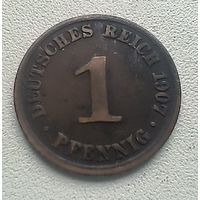 DEUTSCHES REICH 1907
1
PFENNIG